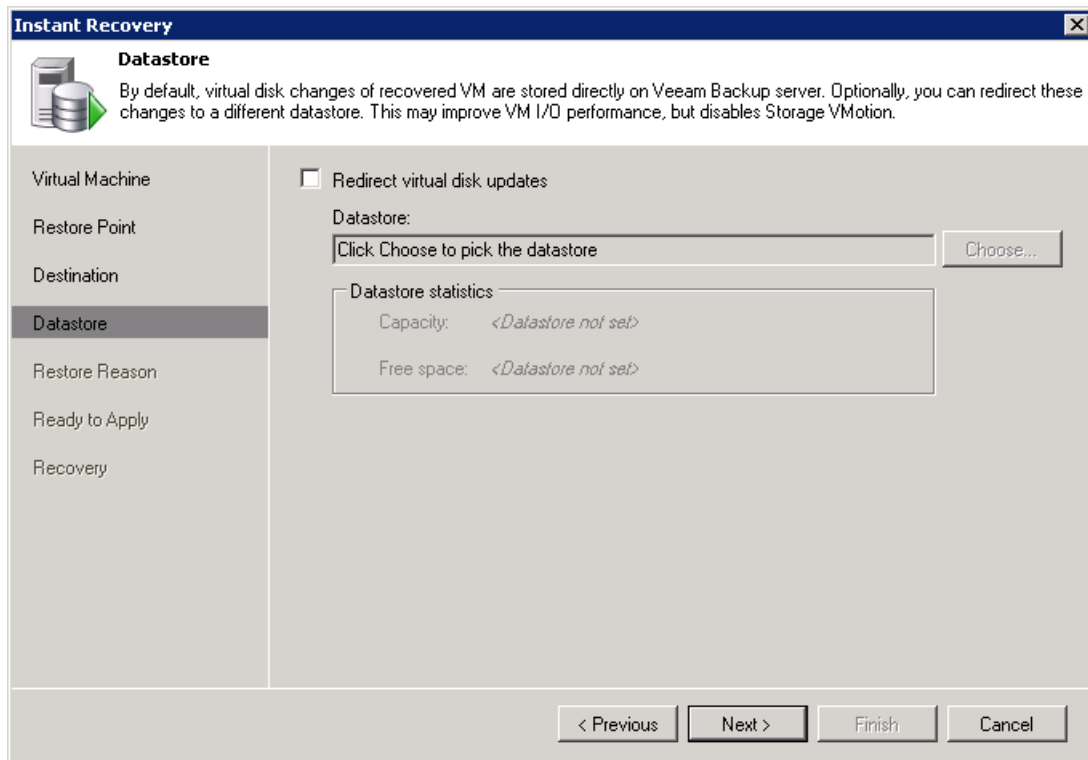 Instant Recovery
Datastore
By default, virtual disk changes of recovered VM are stored directly on Veeam Backup server. Optionally, you can redirect these
changes to a different datastore. This may improve VM I/O performance, but disables Storage VMotion.
Virtual Machine
Restore Point
Destination
Datastore
Restore Reason
Ready to Apply
Recovery
Redirect virtual disk updates
Datastore:
Click Choose to pick the datastore
Choose...
Datastore statistics
Capacity: <Datastore not set>
Free space: <Datastore not set>
< Previous
Next >
Finish
Cancel